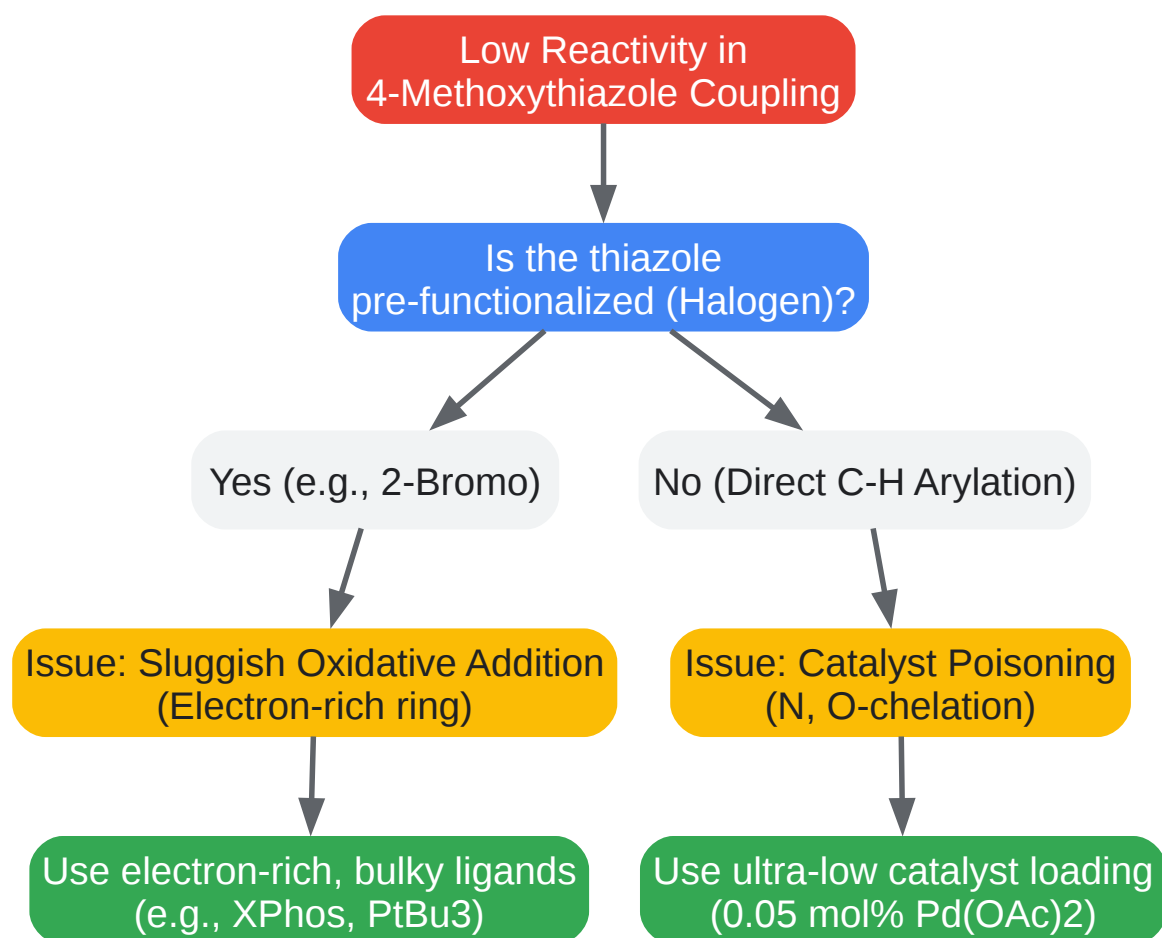 Low Reactivity in
4-Methoxythiazole Coupling
Is the thiazole
pre-functionalized (Halogen)?
Yes (e.g., 2-Bromo)
No (Direct C-H Arylation)
Issue: Sluggish Oxidative Addition
(Electron-rich ring)
Issue: Catalyst Poisoning
(N, O-chelation)
Use electron-rich, bulky ligands
(e.g., XPhos, PtBu3)
Use ultra-low catalyst loading
(0.05 mol% Pd(OAc)2)